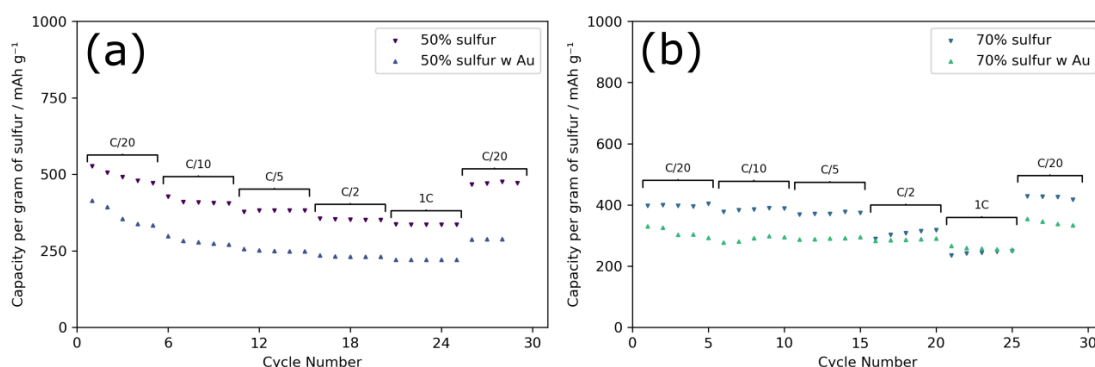 (a)
50% sulfur
50% sulfur w Au
C/20
C/10
C/5
C/2
1C
C/20
1000
750
500
250
0
0
6
12
18
24
30
Cycle Number
Capacity per gram of sulfur / mAh g⁻¹
(b)
70% sulfur
70% sulfur w Au
C/20
C/10
C/5
C/2
1C
C/20
1000
800
600
400
200
0
0
5
10
15
20
25
30
Cycle Number
Capacity per gram of sulfur / mAh g⁻¹